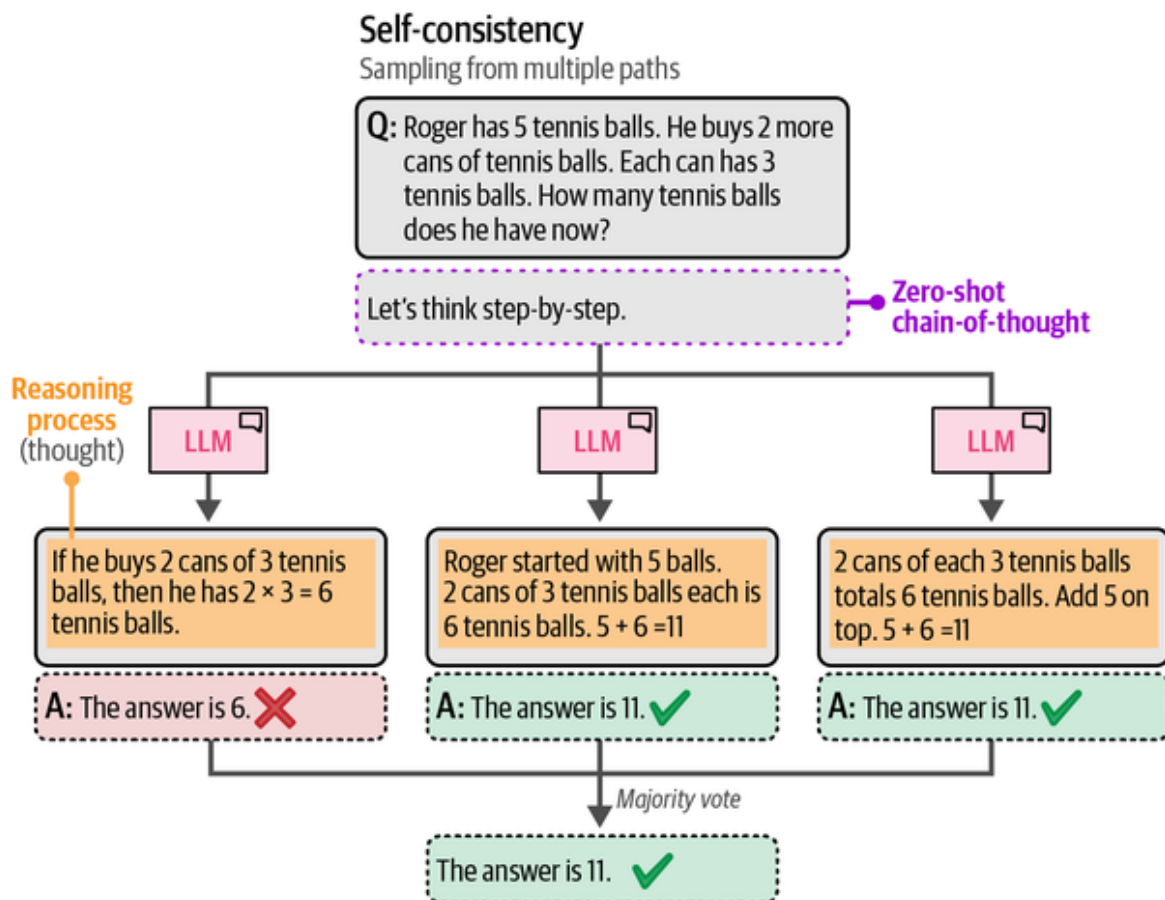 Self-consistency
Sampling from multiple paths
Q: Roger has 5 tennis balls. He buys 2 more
cans of tennis balls. Each can has 3
tennis balls. How many tennis balls
does he have now?
Let's think step-by-step.
Zero-shot
chain-of-thought
Reasoning
process
(thought)
LLM
LLM
LLM
If he buys 2 cans of 3 tennis
balls, then he has 2 × 3 = 6
tennis balls.
A: The answer is 6.
Roger started with 5 balls.
2 cans of 3 tennis balls each is
6 tennis balls. 5 + 6 =11
A: The answer is 11.
2 cans of each 3 tennis balls
totals 6 tennis balls. Add 5 on
top. 5 + 6 =11
A: The answer is 11.
Majority vote
The answer is 11.